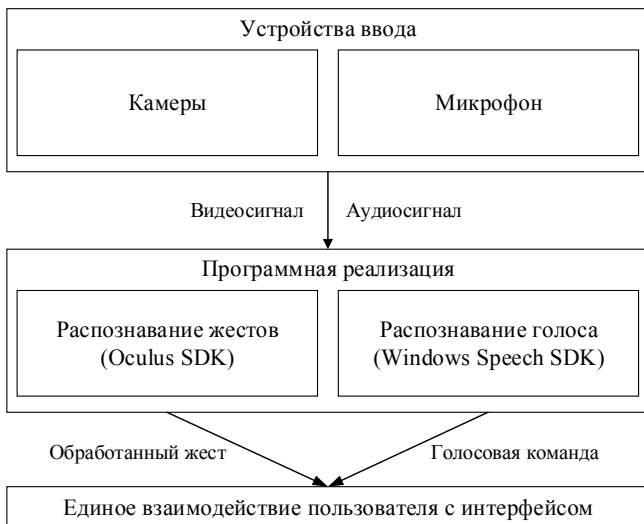 Устройства ввода
Камеры
Микрофон
Видеосигнал
Аудиосигнал
Программная реализация
Распознавание жестов
(Oculus SDK)
Распознавание голоса
(Windows Speech SDK)
Обработанный жест
Голосовая команда
Единое взаимодействие пользователя с интерфейсом